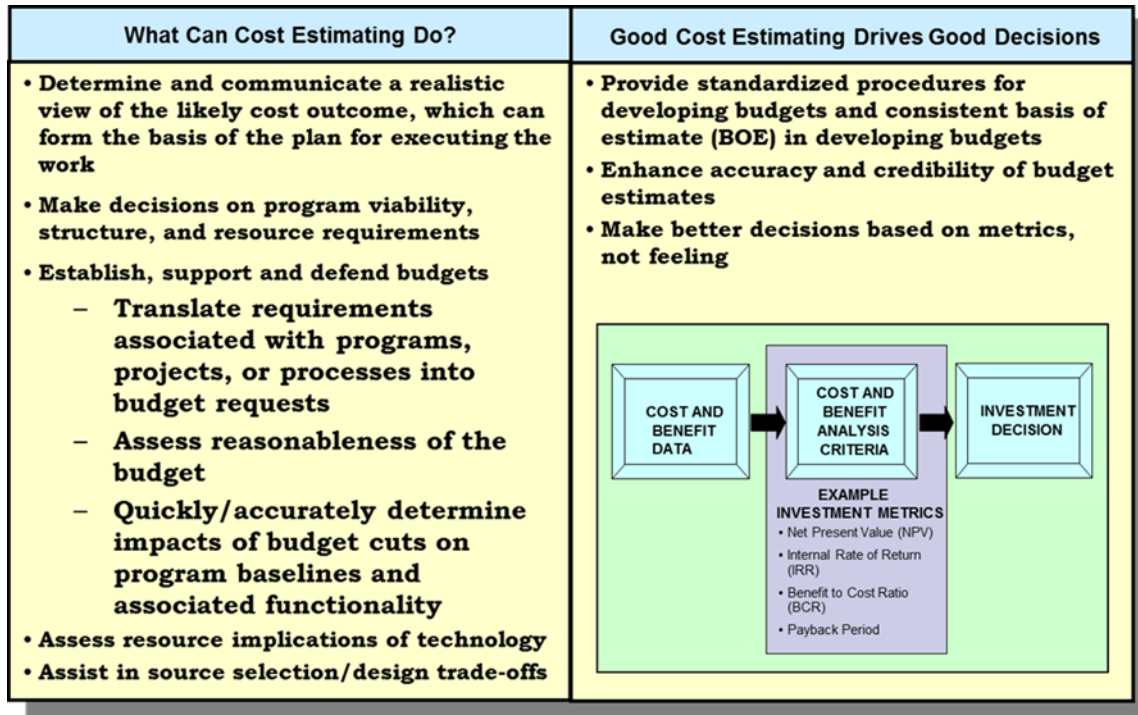 What Can Cost Estimating Do?
• Determine and communicate a realistic
view of the likely cost outcome, which can
form the basis of the plan for executing the
work
• Make decisions on program viability,
structure, and resource requirements
• Establish, support and defend budgets
– Translate requirements
associated with programs,
projects, or processes into
budget requests
– Assess reasonableness of the
budget
– Quickly/accurately determine
impacts of budget cuts on
program baselines and
associated functionality
• Assess resource implications of technology
• Assist in source selection/design trade-offs
Good Cost Estimating Drives Good Decisions
• Provide standardized procedures for
developing budgets and consistent basis of
estimate (BOE) in developing budgets
• Enhance accuracy and credibility of budget
estimates
• Make better decisions based on metrics,
not feeling
COST AND
BENEFIT
DATA
COST AND
BENEFIT
ANALYSIS
CRITERIA
INVESTMENT
DECISION
EXAMPLE
INVESTMENT METRICS
• Net Present Value (NPV)
• Internal Rate of Return
(IRR)
• Benefit to Cost Ratio
(BCR)
• Payback Period